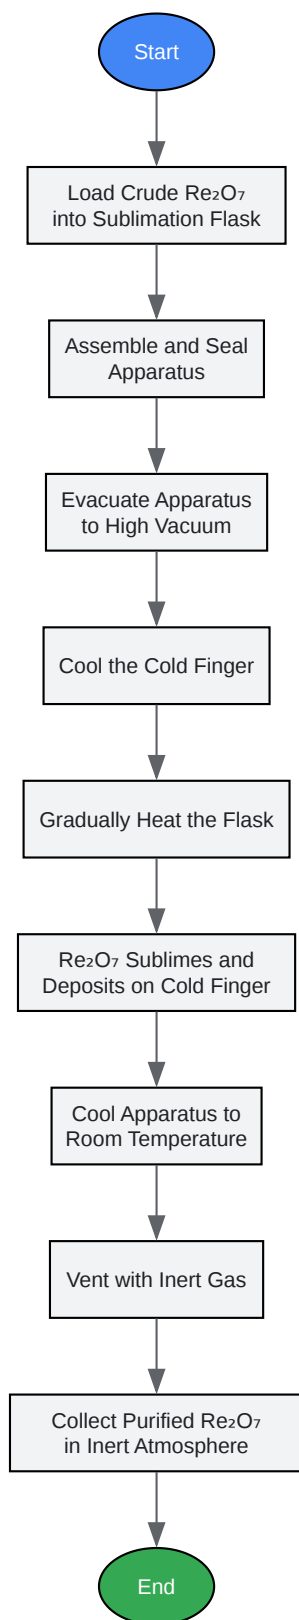 Start
Load Crude Re₂O₇
into Sublimation Flask
Assemble and Seal
Apparatus
Evacuate Apparatus
to High Vacuum
Cool the Cold Finger
Gradually Heat the Flask
Re₂O₇ Sublimes and
Deposits on Cold Finger
Cool Apparatus to
Room Temperature
Vent with Inert Gas
Collect Purified Re₂O₇
in Inert Atmosphere
End